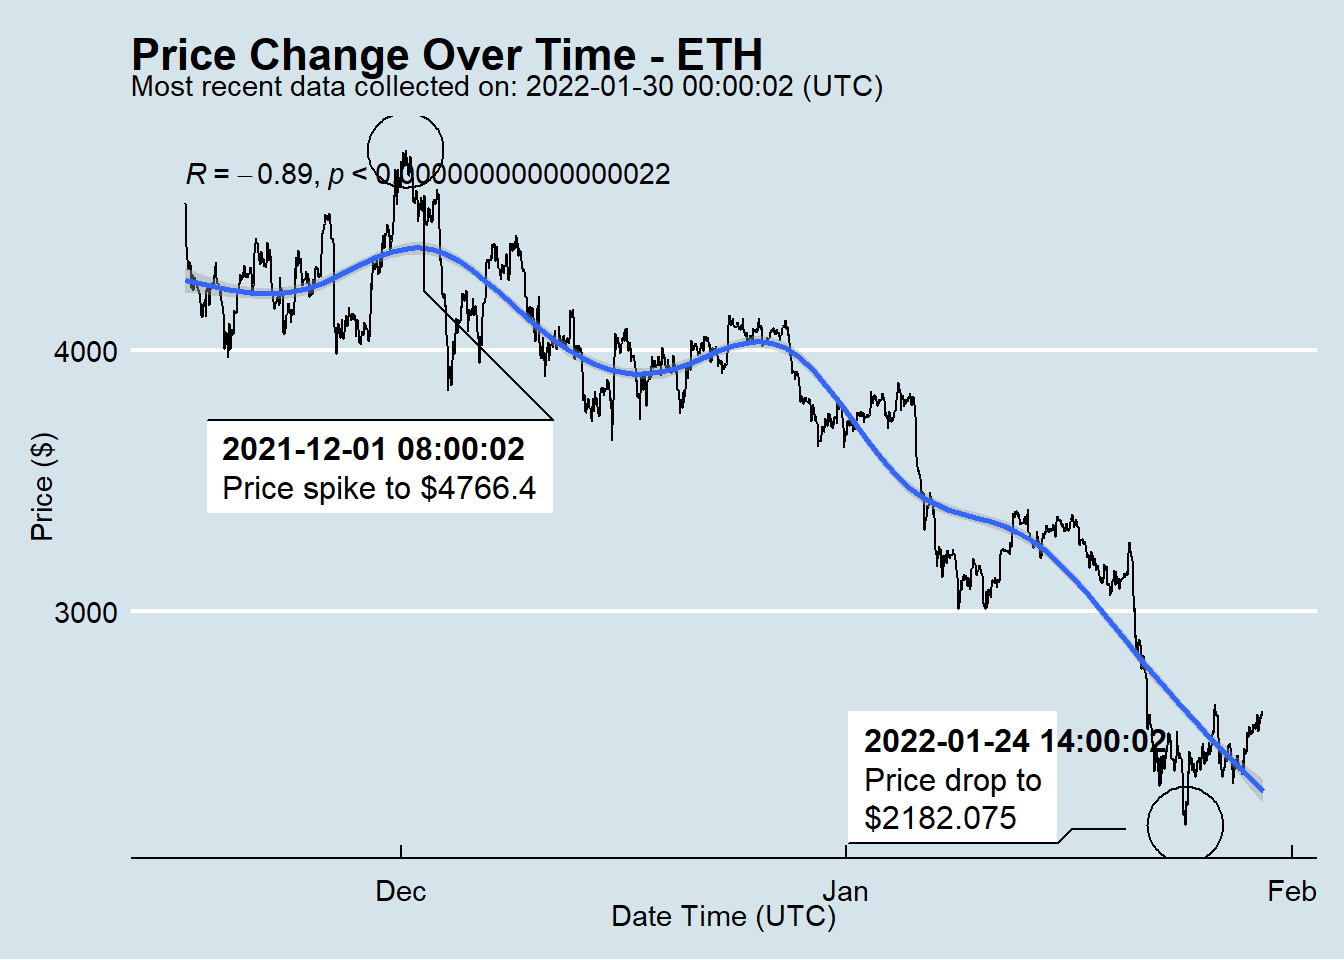 Price Change Over Time - ETH
Most recent data collected on: 2022-01-30 00:00:02 (UTC)
R = −0.89, p < 0.00000000000000022
4000
2021-12-01 08:00:02
Price spike to $4766.4
Price ($)
3000
2022-01-24 14:00:02
Price drop to
$2182.075
Dec
Jan
Feb
Date Time (UTC)